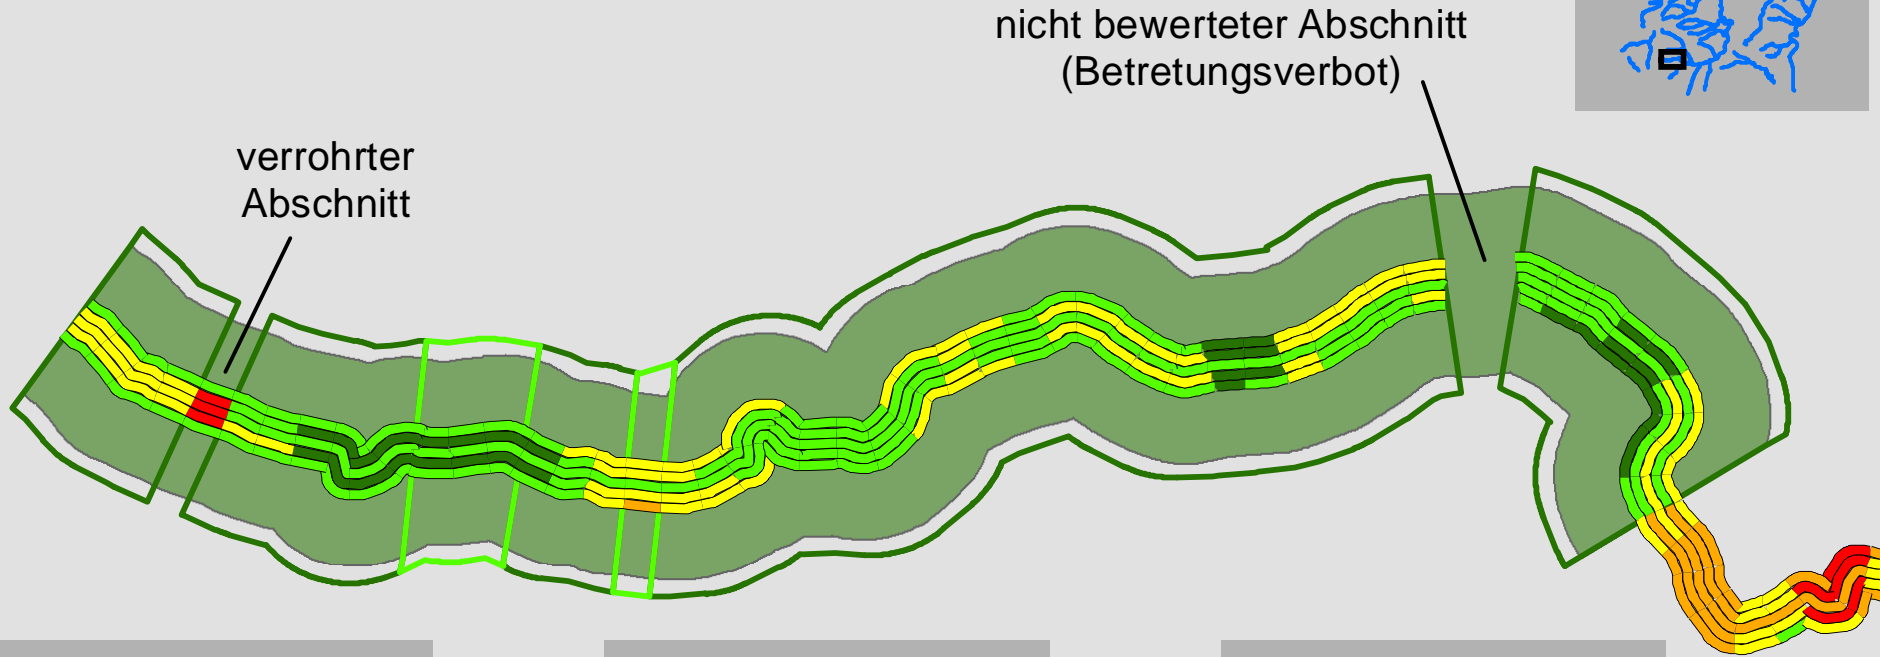 nicht bewerteter Abschnitt
(Betretungsverbot)
verrohrter
Abschnitt